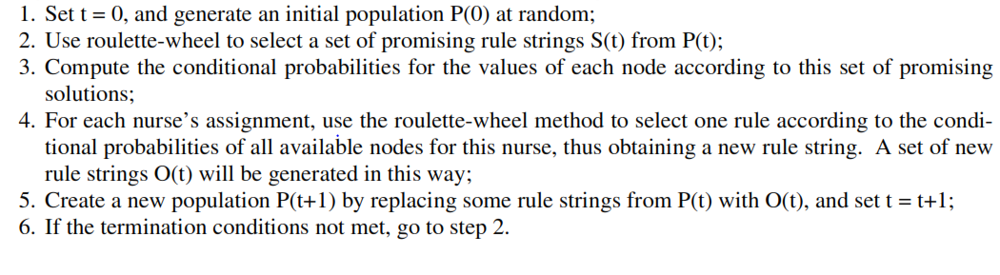 1. Set t = 0, and generate an initial population P(0) at random;
2. Use roulette-wheel to select a set of promising rule strings S(t) from P(t);
3. Compute the conditional probabilities for the values of each node according to this set of promising
solutions;
4. For each nurse's assignment, use the roulette-wheel method to select one rule according to the condi-
tional probabilities of all available nodes for this nurse, thus obtaining a new rule string. A set of new
rule strings O(t) will be generated in this way;
5. Create a new population P(t+1) by replacing some rule strings from P(t) with O(t), and set t = t+1;
6. If the termination conditions not met, go to step 2.